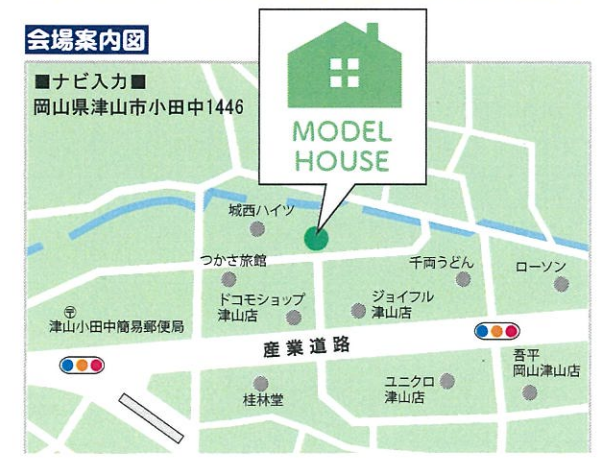 会場案内図
■ナビ入力■
岡山県津山市小田中1446
MODEL
HOUSE
城西ハイツ
つかさ旅館
千両うどん
ローソン
ドコモショップ
津山店
ジョイフル
津山店
〒
津山小田中簡易郵便局
産業道路
吾平
岡山津山店
桂林堂
ユニクロ
津山店